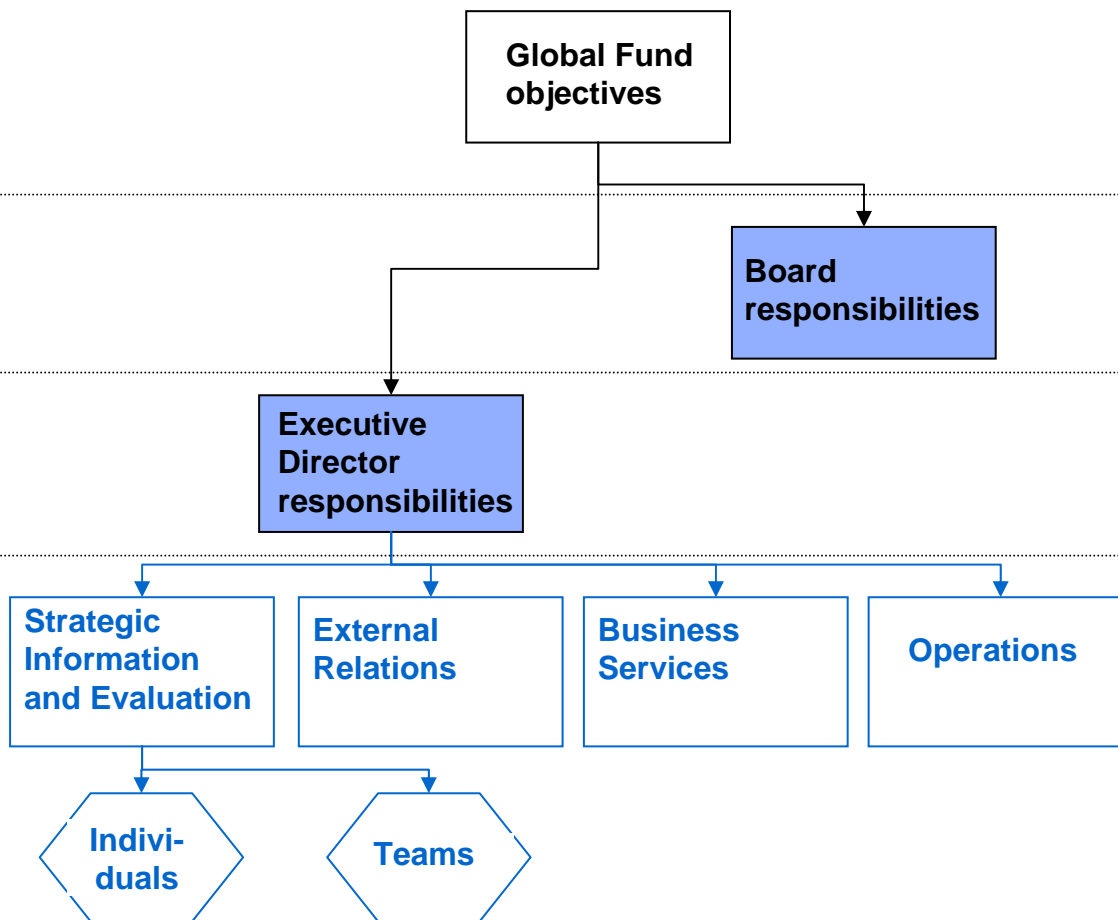 Global Fund
objectives
Board
responsibilities
Executive
Director
responsibilities
Strategic
Information
and Evaluation
External
Relations
Business
Services
Operations
Indivi-
duals
Teams